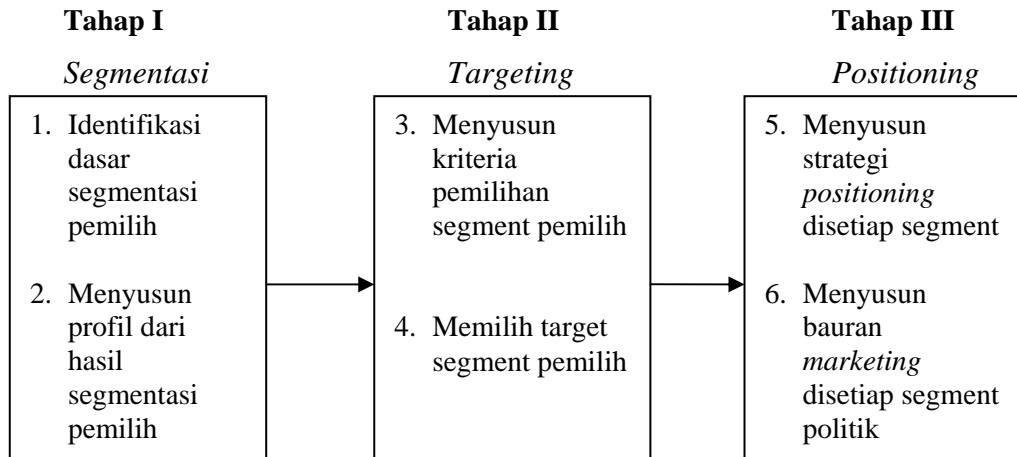 Tahap I
Segmentasi
1. Identifikasi
dasar
segmentasi
pemilih
2. Menyusun
profil dari
hasil
segmentasi
pemilih
Tahap II
Targeting
3. Menyusun
kriteria
pemilihan
segment pemilih
4. Memilih target
segment pemilih
Tahap III
Positioning
5. Menyusun
strategi
positioning
disetiap segment
6. Menyusun
bauran
marketing
disetiap segment
politik